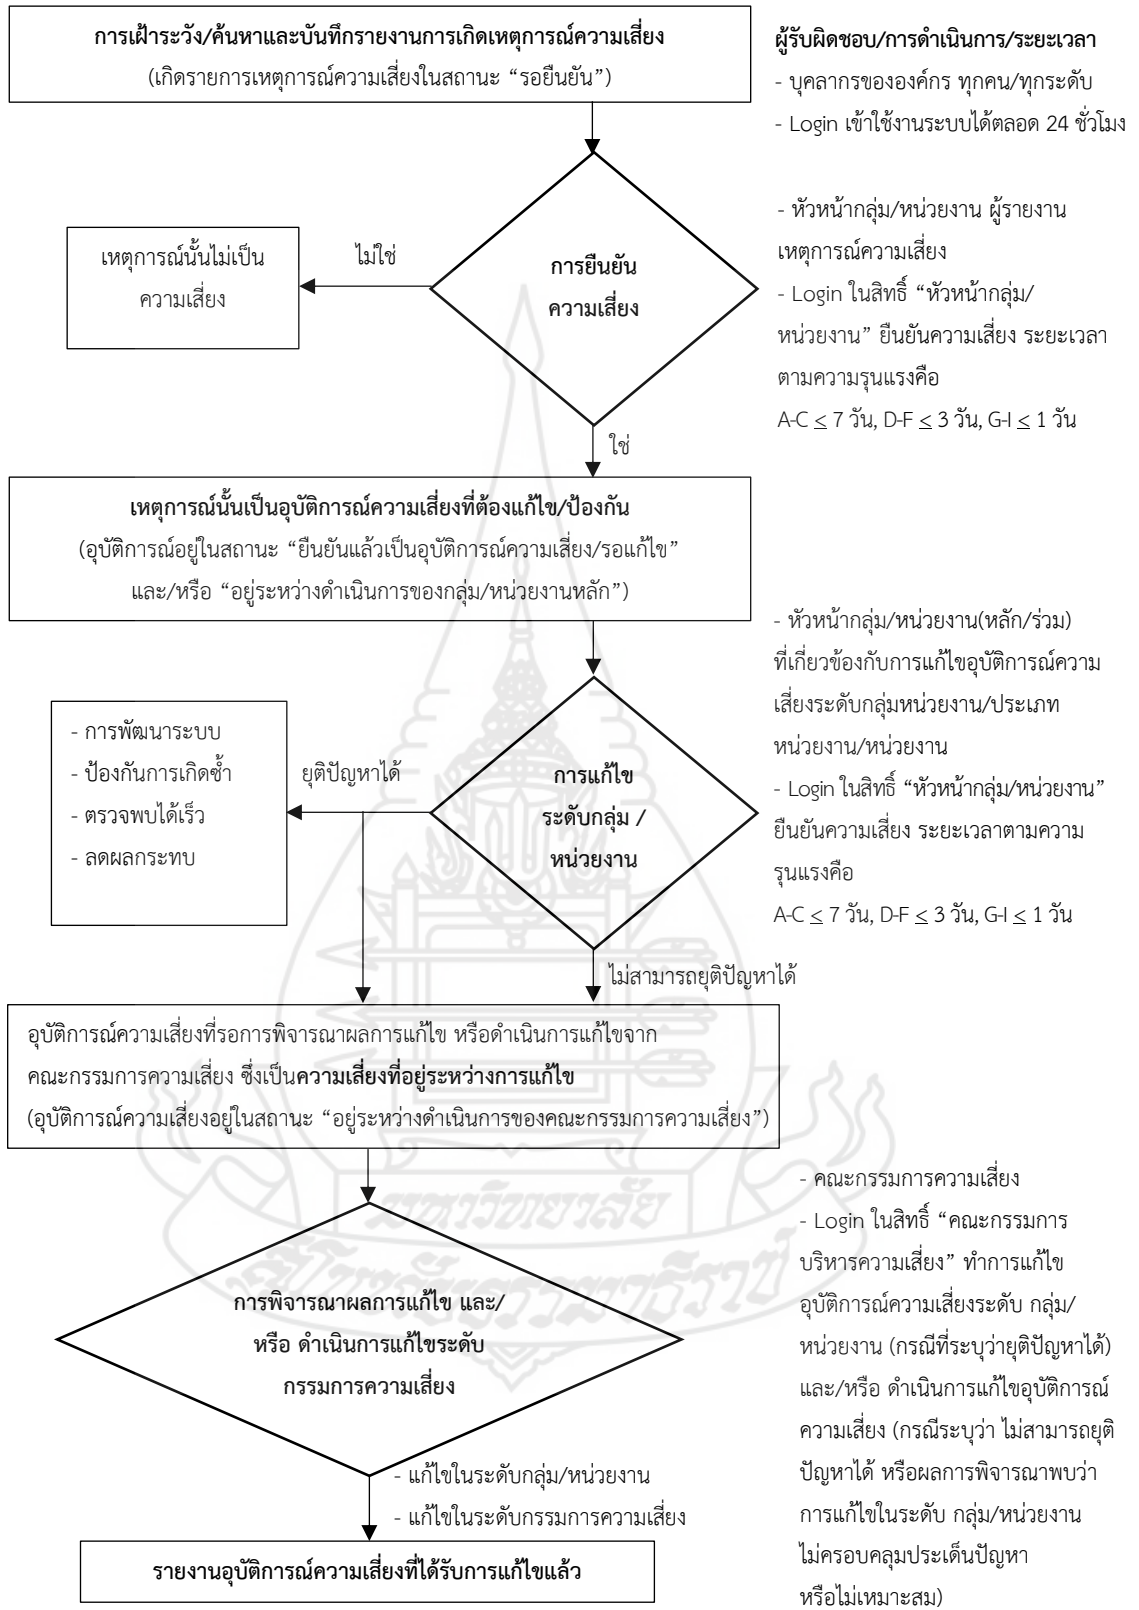 การเฝ้าระวัง/ค้นหาและบันทึกรายงานการเกิดเหตุการณ์ความเสี่ยง
(เกิดรายการเหตุการณ์ความเสี่ยงในสถานะ “รอยืนยัน”)
ผู้รับผิดชอบ/การดำเนินการ/ระยะเวลา
- บุคลากรขององค์กร ทุกคน/ทุกระดับ
- Login เข้าใช้งานระบบได้ตลอด 24 ชั่วโมง
การยืนยัน
ความเสี่ยง
ไม่ใช่
เหตุการณ์นั้นไม่เป็น
ความเสี่ยง
- หัวหน้ากลุ่ม/หน่วยงาน ผู้รายงาน
เหตุการณ์ความเสี่ยง
- Login ในสิทธิ์ “หัวหน้ากลุ่ม/
หน่วยงาน” ยืนยันความเสี่ยง ระยะเวลา
ตามความรุนแรงคือ
A-C ≤ 7 วัน, D-F ≤ 3 วัน, G-I ≤ 1 วัน
ใช่
เหตุการณ์นั้นเป็นอุบัติการณ์ความเสี่ยงที่ต้องแก้ไข/ป้องกัน
(อุบัติการณ์อยู่ในสถานะ “ยืนยันแล้วเป็นอุบัติการณ์ความเสี่ยง/รอแก้ไข”
และ/หรือ “อยู่ระหว่างดำเนินการของกลุ่ม/หน่วยงานหลัก”)
การแก้ไข
ระดับกลุ่ม /
หน่วยงาน
ยุติปัญหาได้
- การพัฒนาระบบ
- ป้องกันการเกิดซ้ำ
- ตรวจพบได้เร็ว
- ลดผลกระทบ
- หัวหน้ากลุ่ม/หน่วยงาน(หลัก/ร่วม)
ที่เกี่ยวข้องกับการแก้ไขอุบัติการณ์ความ
เสี่ยงระดับกลุ่มหน่วยงาน/ประเภท
หน่วยงาน/หน่วยงาน
- Login ในสิทธิ์ “หัวหน้ากลุ่ม/หน่วยงาน”
ยืนยันความเสี่ยง ระยะเวลาตามความ
รุนแรงคือ
A-C ≤ 7 วัน, D-F ≤ 3 วัน, G-I ≤ 1 วัน
ไม่สามารถยุติปัญหาได้
อุบัติการณ์ความเสี่ยงที่รอการพิจารณาผลการแก้ไข หรือดำเนินการแก้ไขจาก
คณะกรรมการความเสี่ยง ซึ่งเป็นความเสี่ยงที่อยู่ระหว่างการแก้ไข
(อุบัติการณ์ความเสี่ยงอยู่ในสถานะ “อยู่ระหว่างดำเนินการของคณะกรรมการความเสี่ยง”)
มหาวิทยาลัย
สุโขทัยธรรมาธิราช
การพิจารณาผลการแก้ไข และ/
หรือ ดำเนินการแก้ไขระดับ
กรรมการความเสี่ยง
- คณะกรรมการความเสี่ยง
- Login ในสิทธิ์ “คณะกรรมการ
บริหารความเสี่ยง” ทำการแก้ไข
อุบัติการณ์ความเสี่ยงระดับ กลุ่ม/
หน่วยงาน (กรณีที่ระบุว่ายุติปัญหาได้)
และ/หรือ ดำเนินการแก้ไขอุบัติการณ์
ความเสี่ยง (กรณีระบุว่า ไม่สามารถยุติ
ปัญหาได้ หรือผลการพิจารณาพบว่า
การแก้ไขในระดับ กลุ่ม/หน่วยงาน
ไม่ครอบคลุมประเด็นปัญหา
หรือไม่เหมาะสม)
- แก้ไขในระดับกลุ่ม/หน่วยงาน
- แก้ไขในระดับกรรมการความเสี่ยง
รายงานอุบัติการณ์ความเสี่ยงที่ได้รับการแก้ไขแล้ว